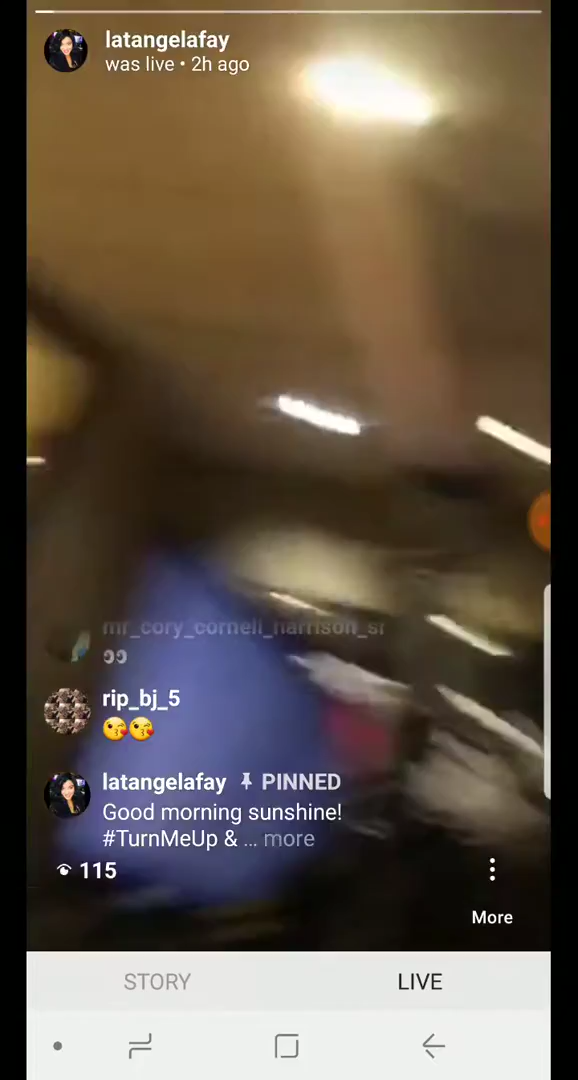 latangelafay
was live • 2h ago
mr_cory_cornell_harrison_sr
👀
rip_bj_5
😘😘
latangelafay 📌 PINNED
Good morning sunshine!
#TurnMeUp & ... more
115
More
STORY LIVE